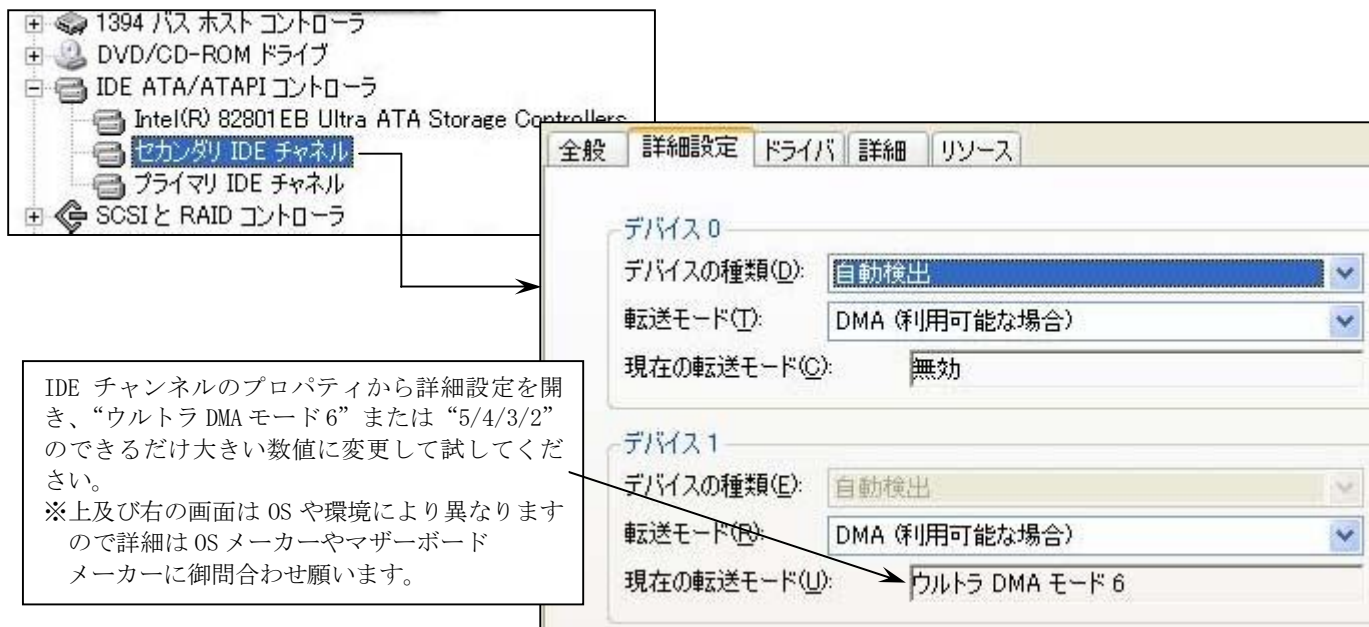 1394 バス ホスト コントローラ
DVD/CD-ROM ドライブ
IDE ATA/ATAPI コントローラ
Intel(R) 82801EB Ultra ATA Storage Controllers
セカンダリ IDE チャネル
プライマリ IDE チャネル
SCSI と RAID コントローラ
全般 詳細設定 ドライバ 詳細 リソース
デバイス 0
デバイスの種類(D): 自動検出
転送モード(T): DMA (利用可能な場合)
現在の転送モード(C): 無効
デバイス 1
デバイスの種類(E): 自動検出
転送モード(R): DMA (利用可能な場合)
現在の転送モード(U): ウルトラ DMA モード 6
IDE チャンネルのプロパティから詳細設定を開
き、“ウルトラ DMA モード 6” または “5/4/3/2”
のできるだけ大きい数値に変更して試してくだ
さい。
※上及び右の画面は OS や環境により異なります
ので詳細は OS メーカーやマザーボード
メーカーに御問合わせ願います。